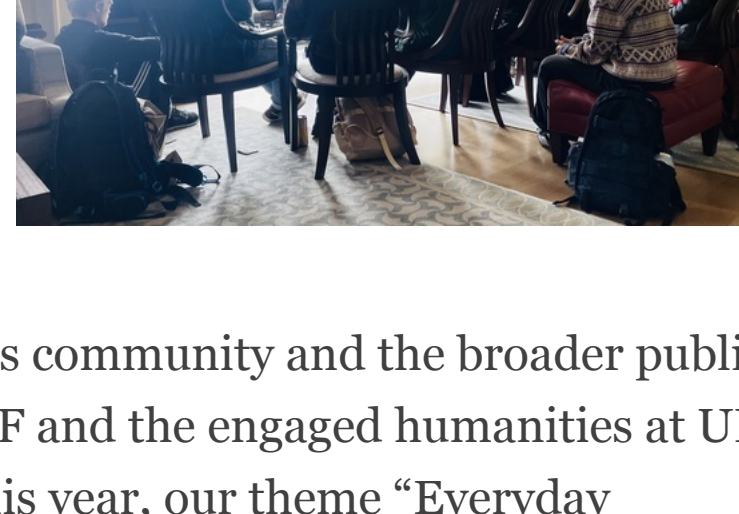 s community and the broader publi
F and the engaged humanities at U
is year, our theme “Everyday